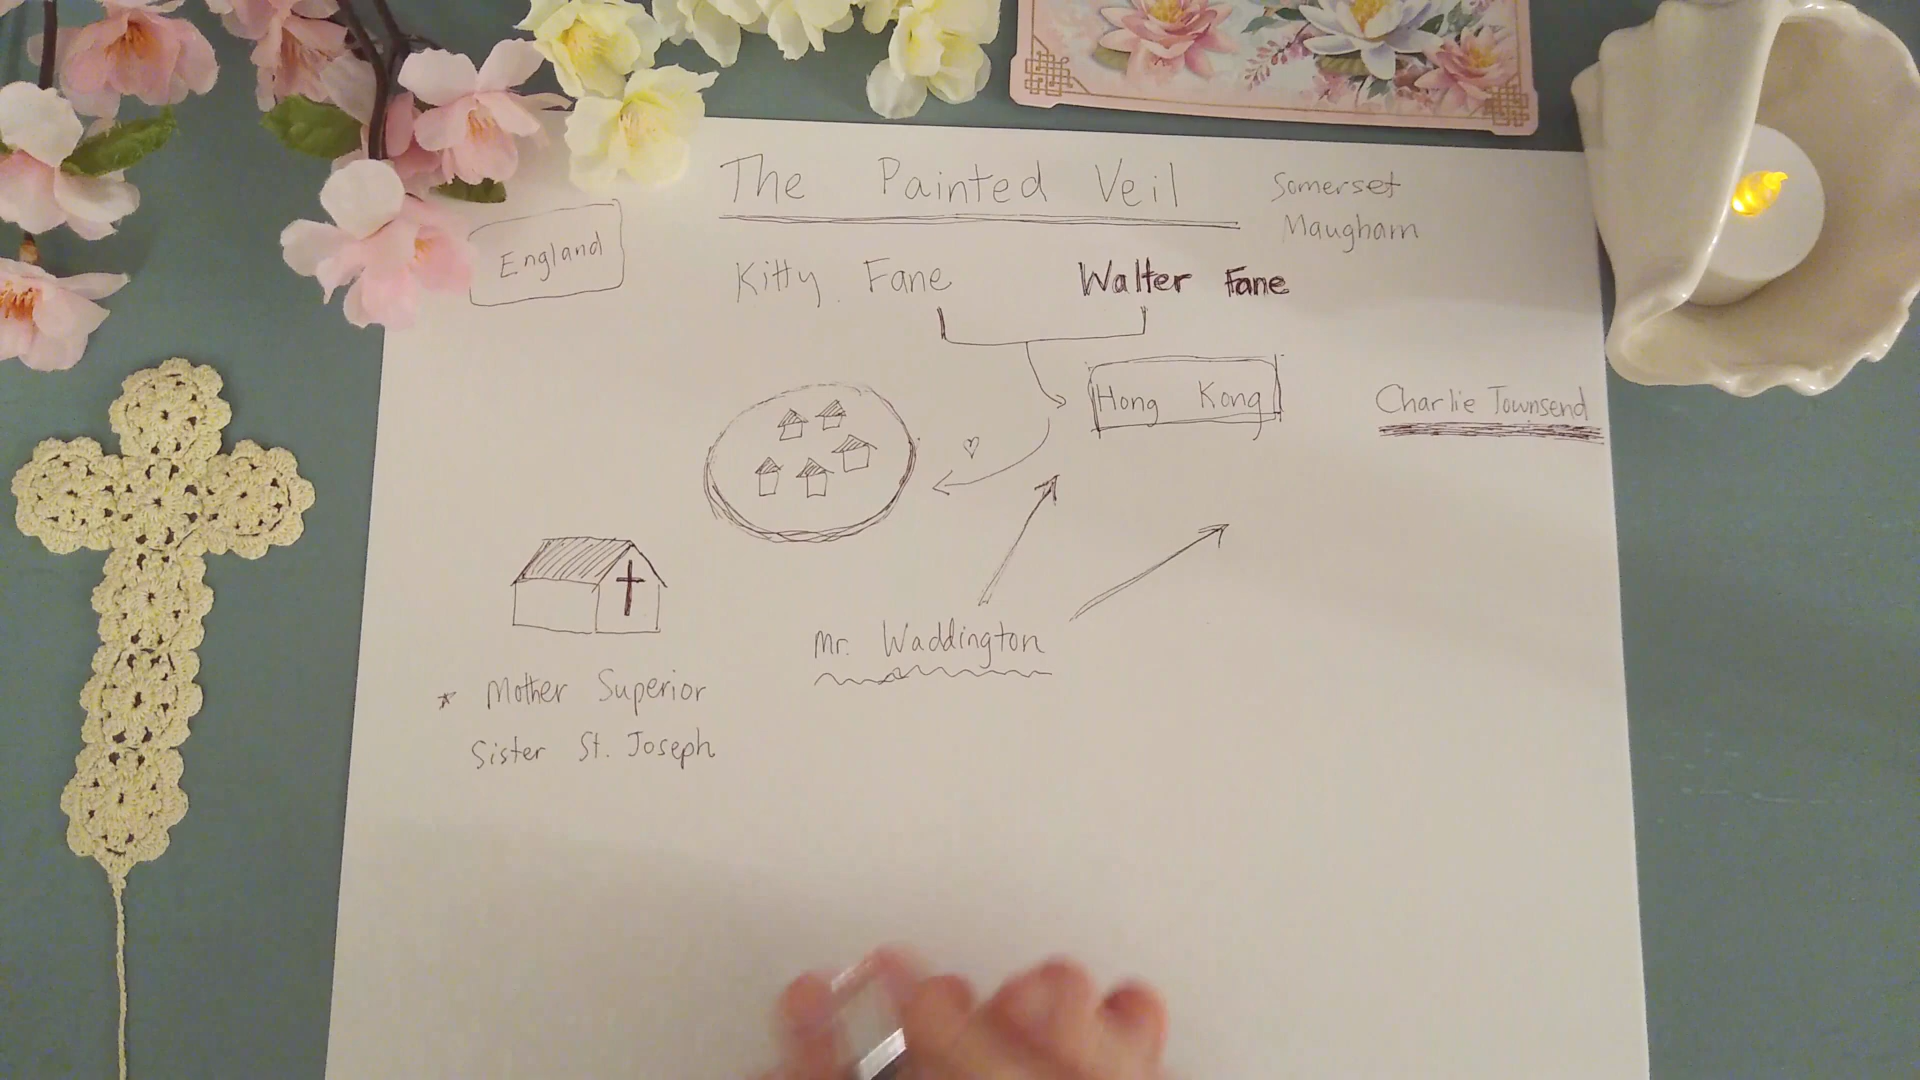 The Painted Veil
Somerset
Maugham
England
Kitty Fane
Walter Fane
Hong Kong
Charlie Townsend
Mr. Waddington
* Mother Superior
Sister St. Joseph